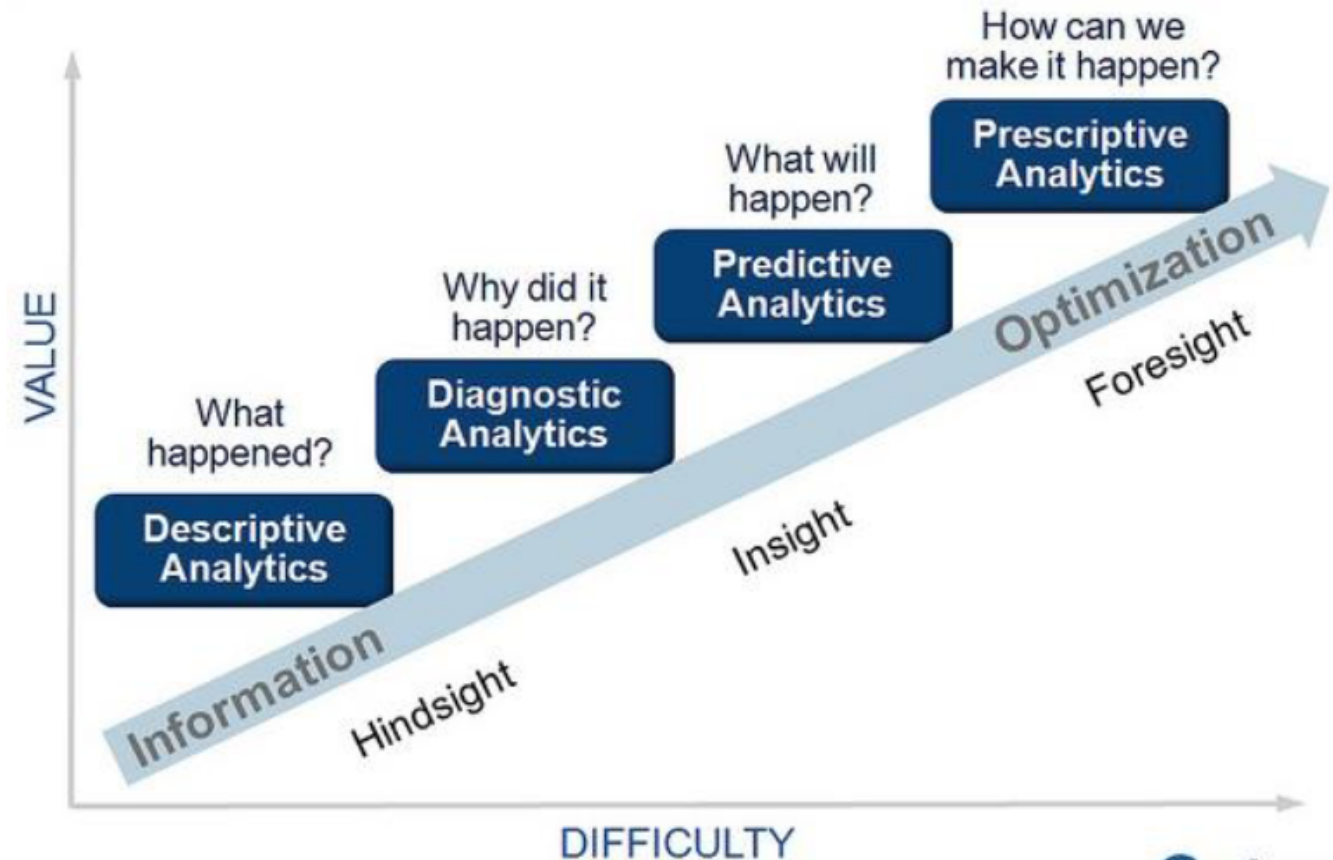 How can we
make it happen?
Prescriptive
Analytics
What will
happen?
Predictive
Analytics
Why did it
happen?
Diagnostic
Analytics
What
happened?
Descriptive
Analytics
VALUE
Information
Optimization
Hindsight
Insight
Foresight
DIFFICULTY